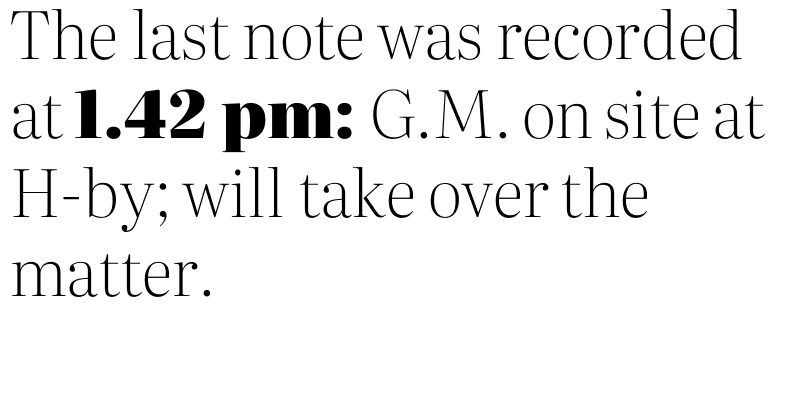 The last note was recorded
at 1.42 pm: G.M. on site at
H-by; will take over the
matter.